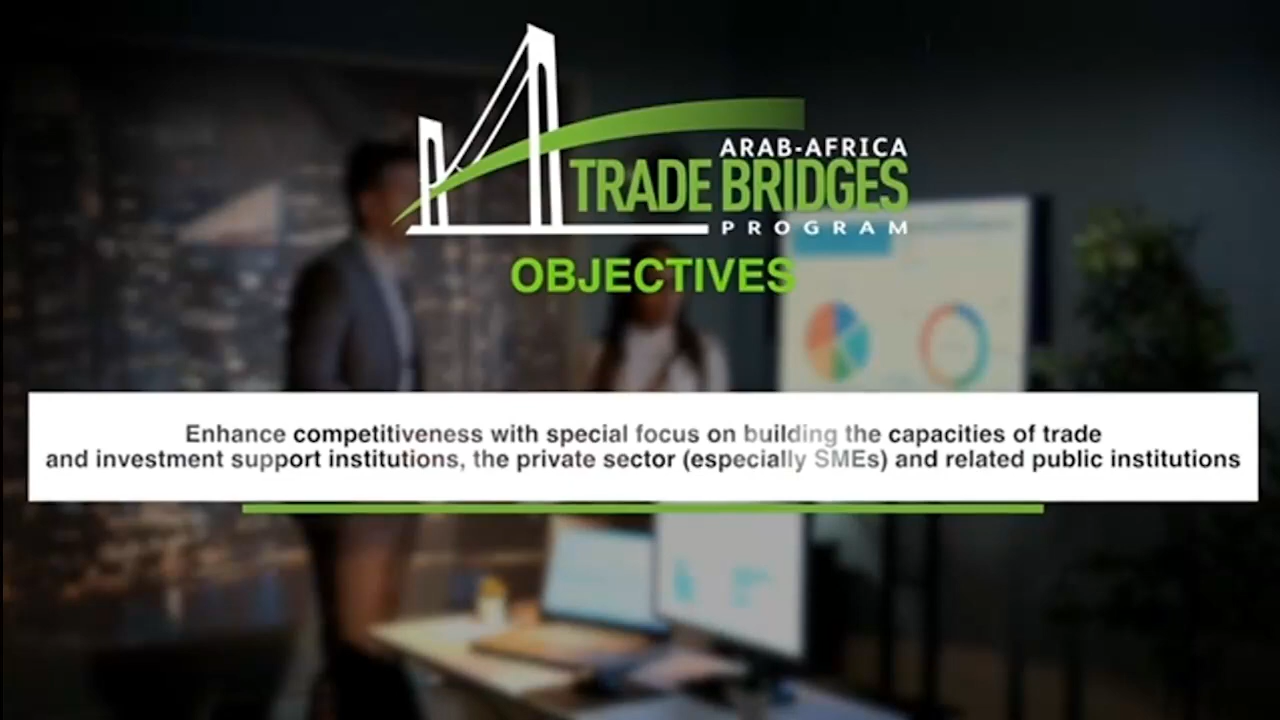 ARAB-AFRICA
TRADE BRIDGES
PROGRAM
OBJECTIVES
Enhance competitiveness with special focus on building the capacities of trade
and investment support institutions, the private sector (especially SMEs) and related public institutions